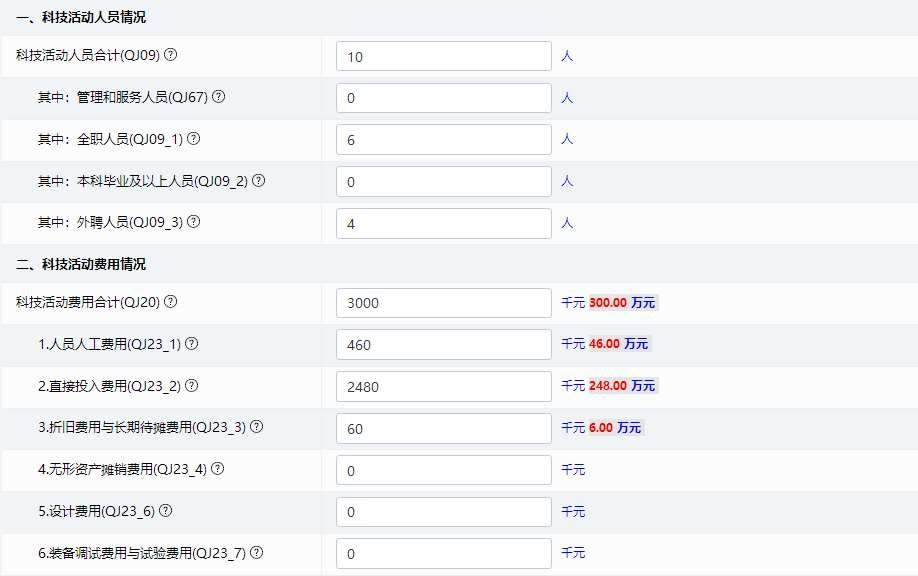 一、科技活动人员情况
科技活动人员合计(QJ09) ? 10 人
其中：管理和服务人员(QJ67) ? 0 人
其中：全职人员(QJ09_1) ? 6 人
其中：本科毕业及以上人员(QJ09_2) ? 0 人
其中：外聘人员(QJ09_3) ? 4 人
二、科技活动费用情况
科技活动费用合计(QJ20) ? 3000 千元 300.00 万元
1.人员人工费用(QJ23_1) ? 460 千元 46.00 万元
2.直接投入费用(QJ23_2) ? 2480 千元 248.00 万元
3.折旧费用与长期待摊费用(QJ23_3) ? 60 千元 6.00 万元
4.无形资产摊销费用(QJ23_4) ? 0 千元
5.设计费用(QJ23_6) ? 0 千元
6.装备调试费用与试验费用(QJ23_7) ? 0 千元